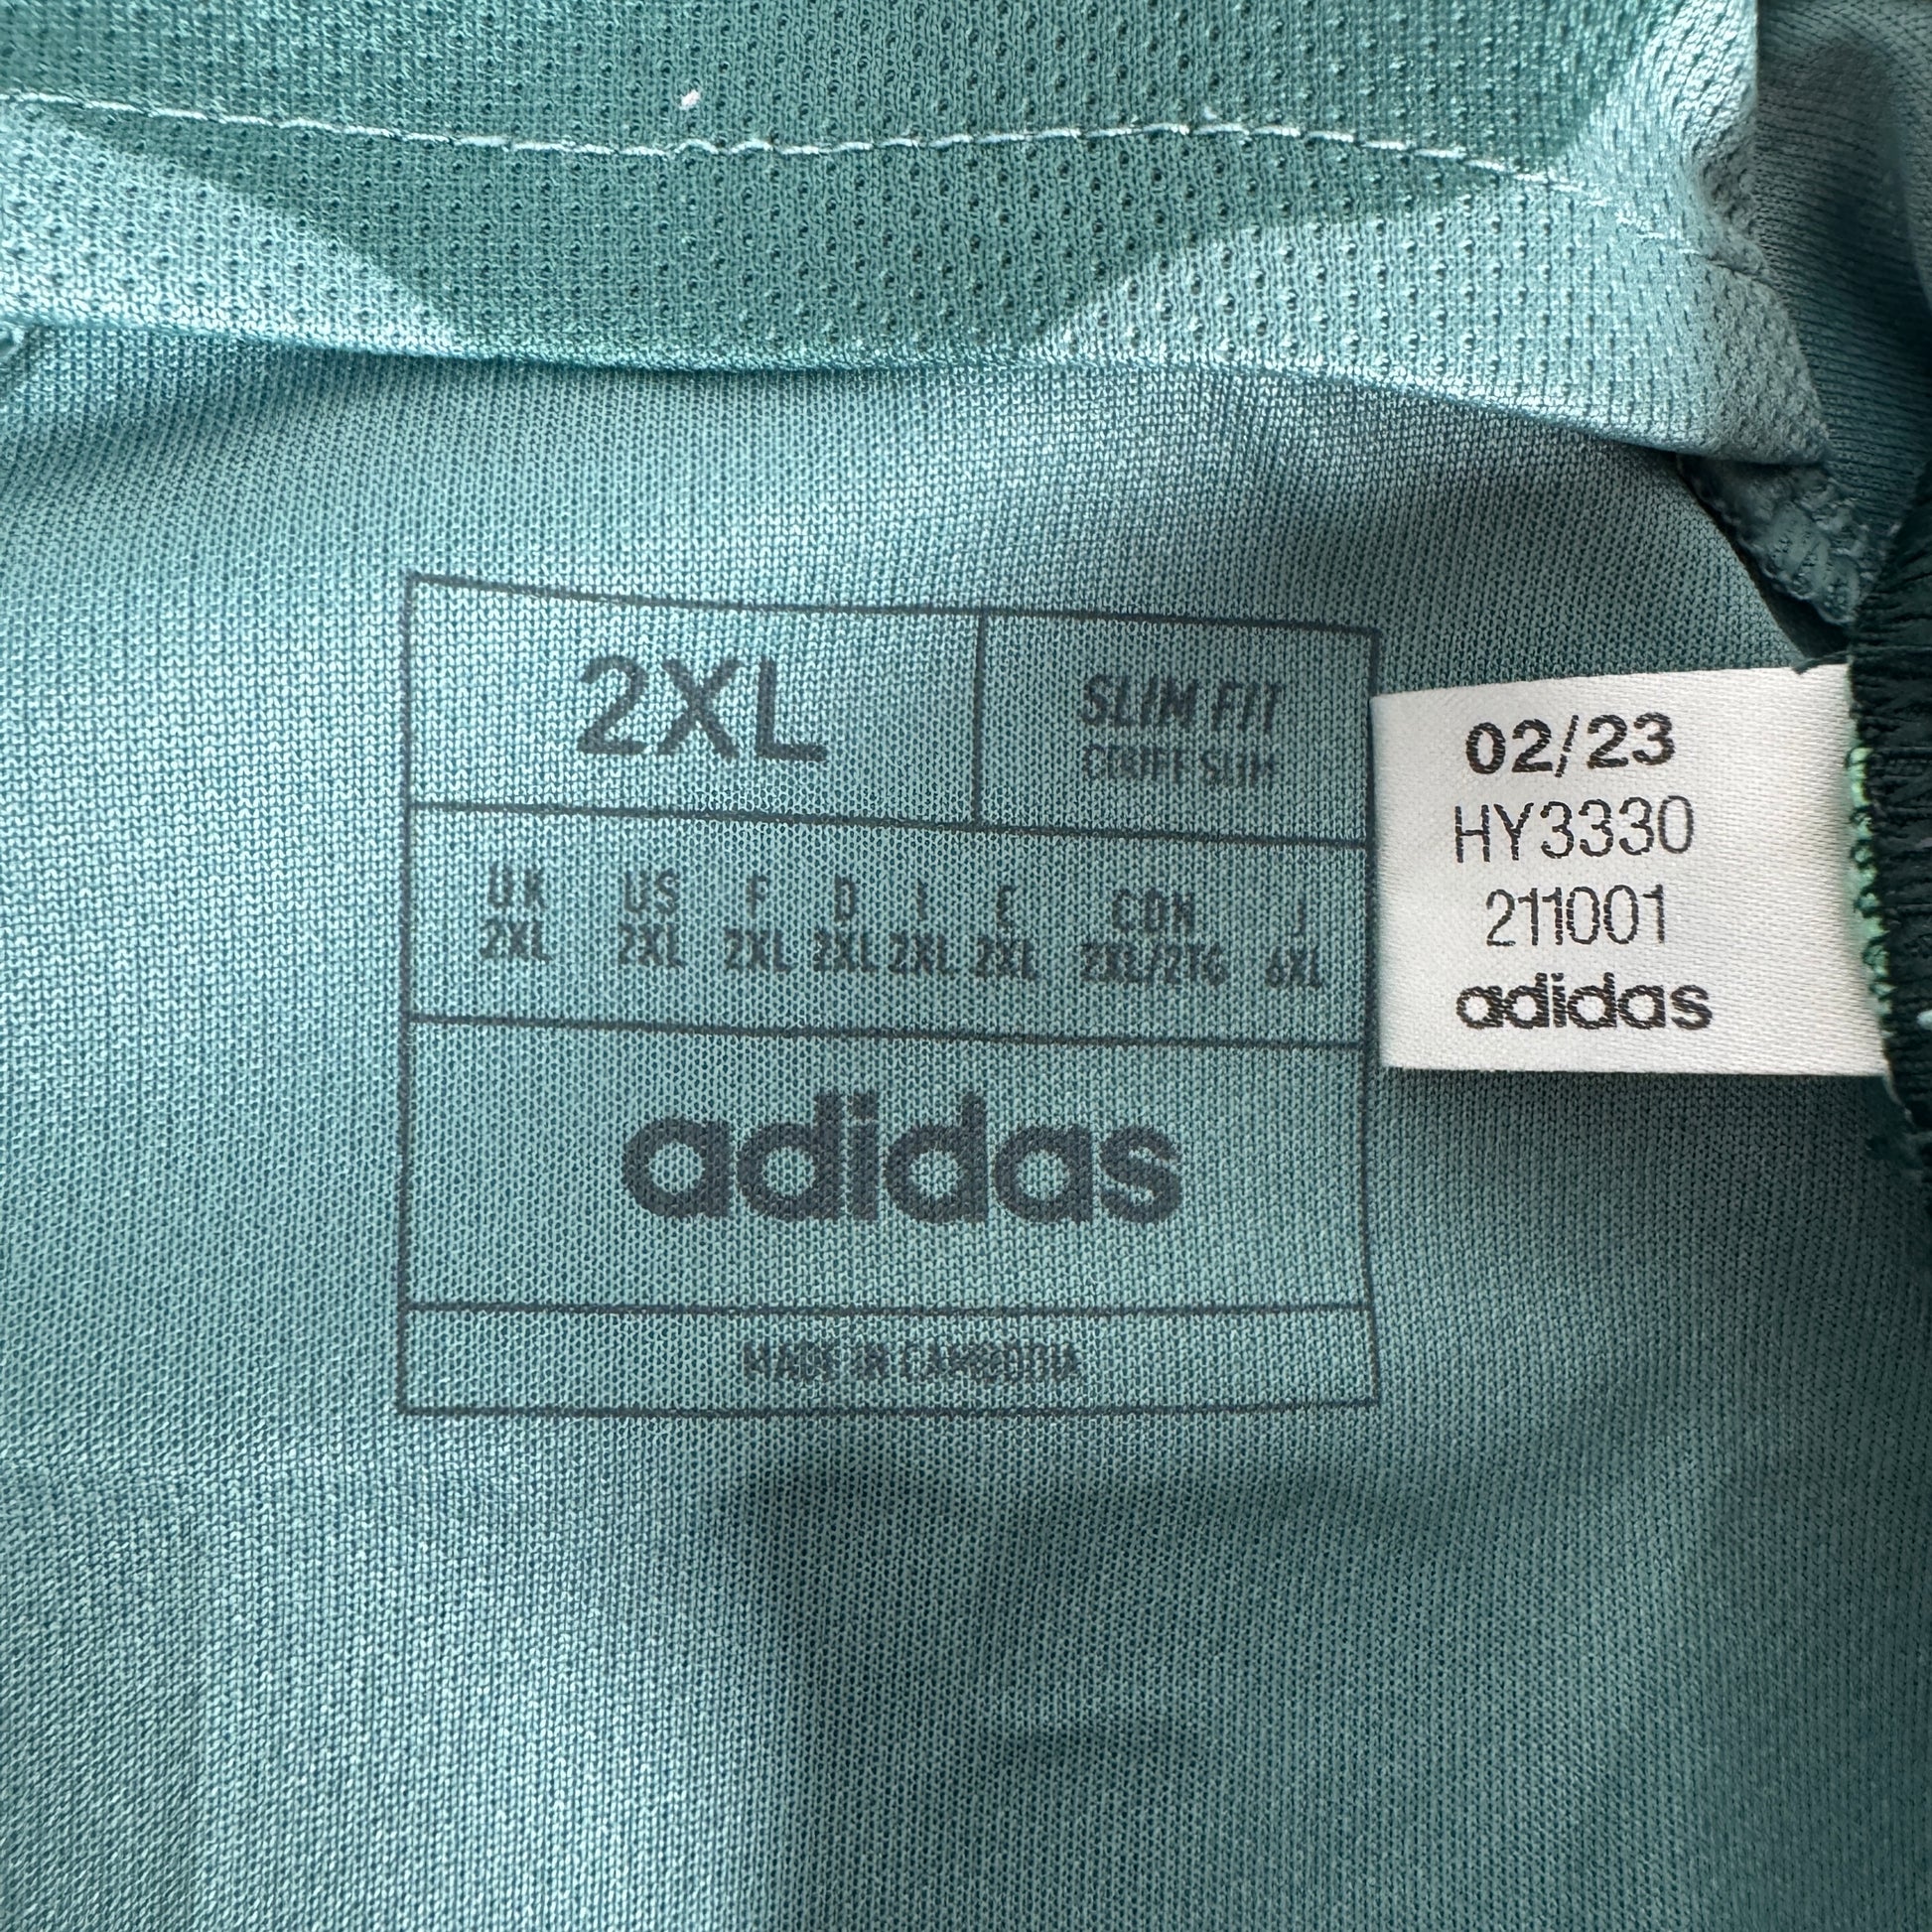 2XL
SLIM FIT
COUPE SLIM
UK US F D I E CDN J
2XL 2XL 2XL 2XL 2XL 2XL 2XL/2TG 6XL
adidas
MADE IN CAMBODIA
02/23
HY3330
211001
adidas